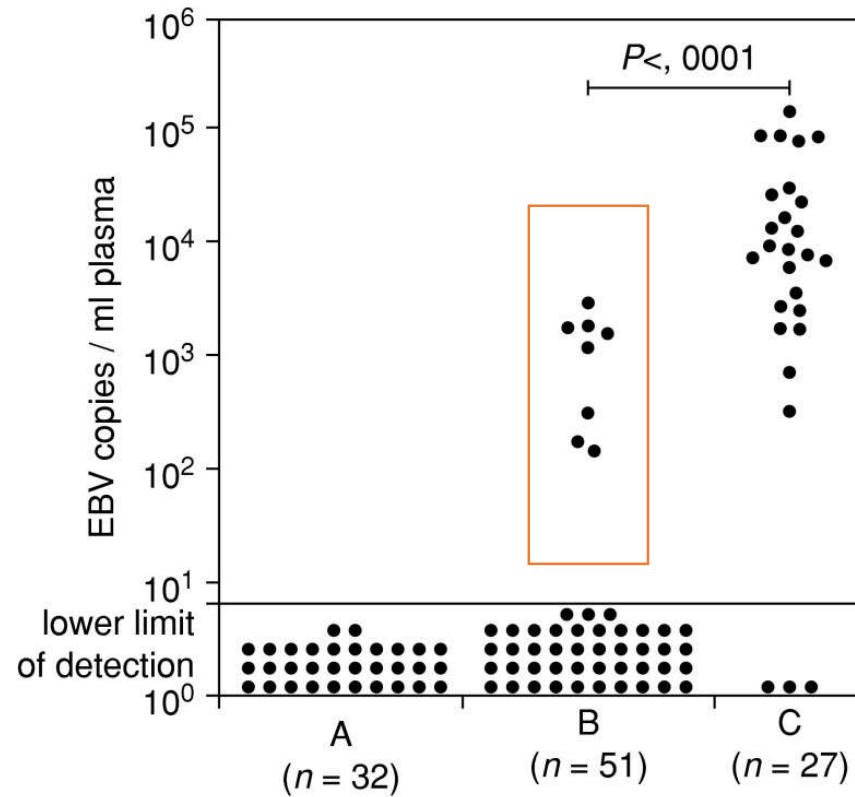 10⁶
P<, 0001
10⁵
10⁴
10³
10²
10¹
EBV copies / ml plasma
lower limit
of detection
10⁰
A
B
C
(n = 32)
(n = 51)
(n = 27)